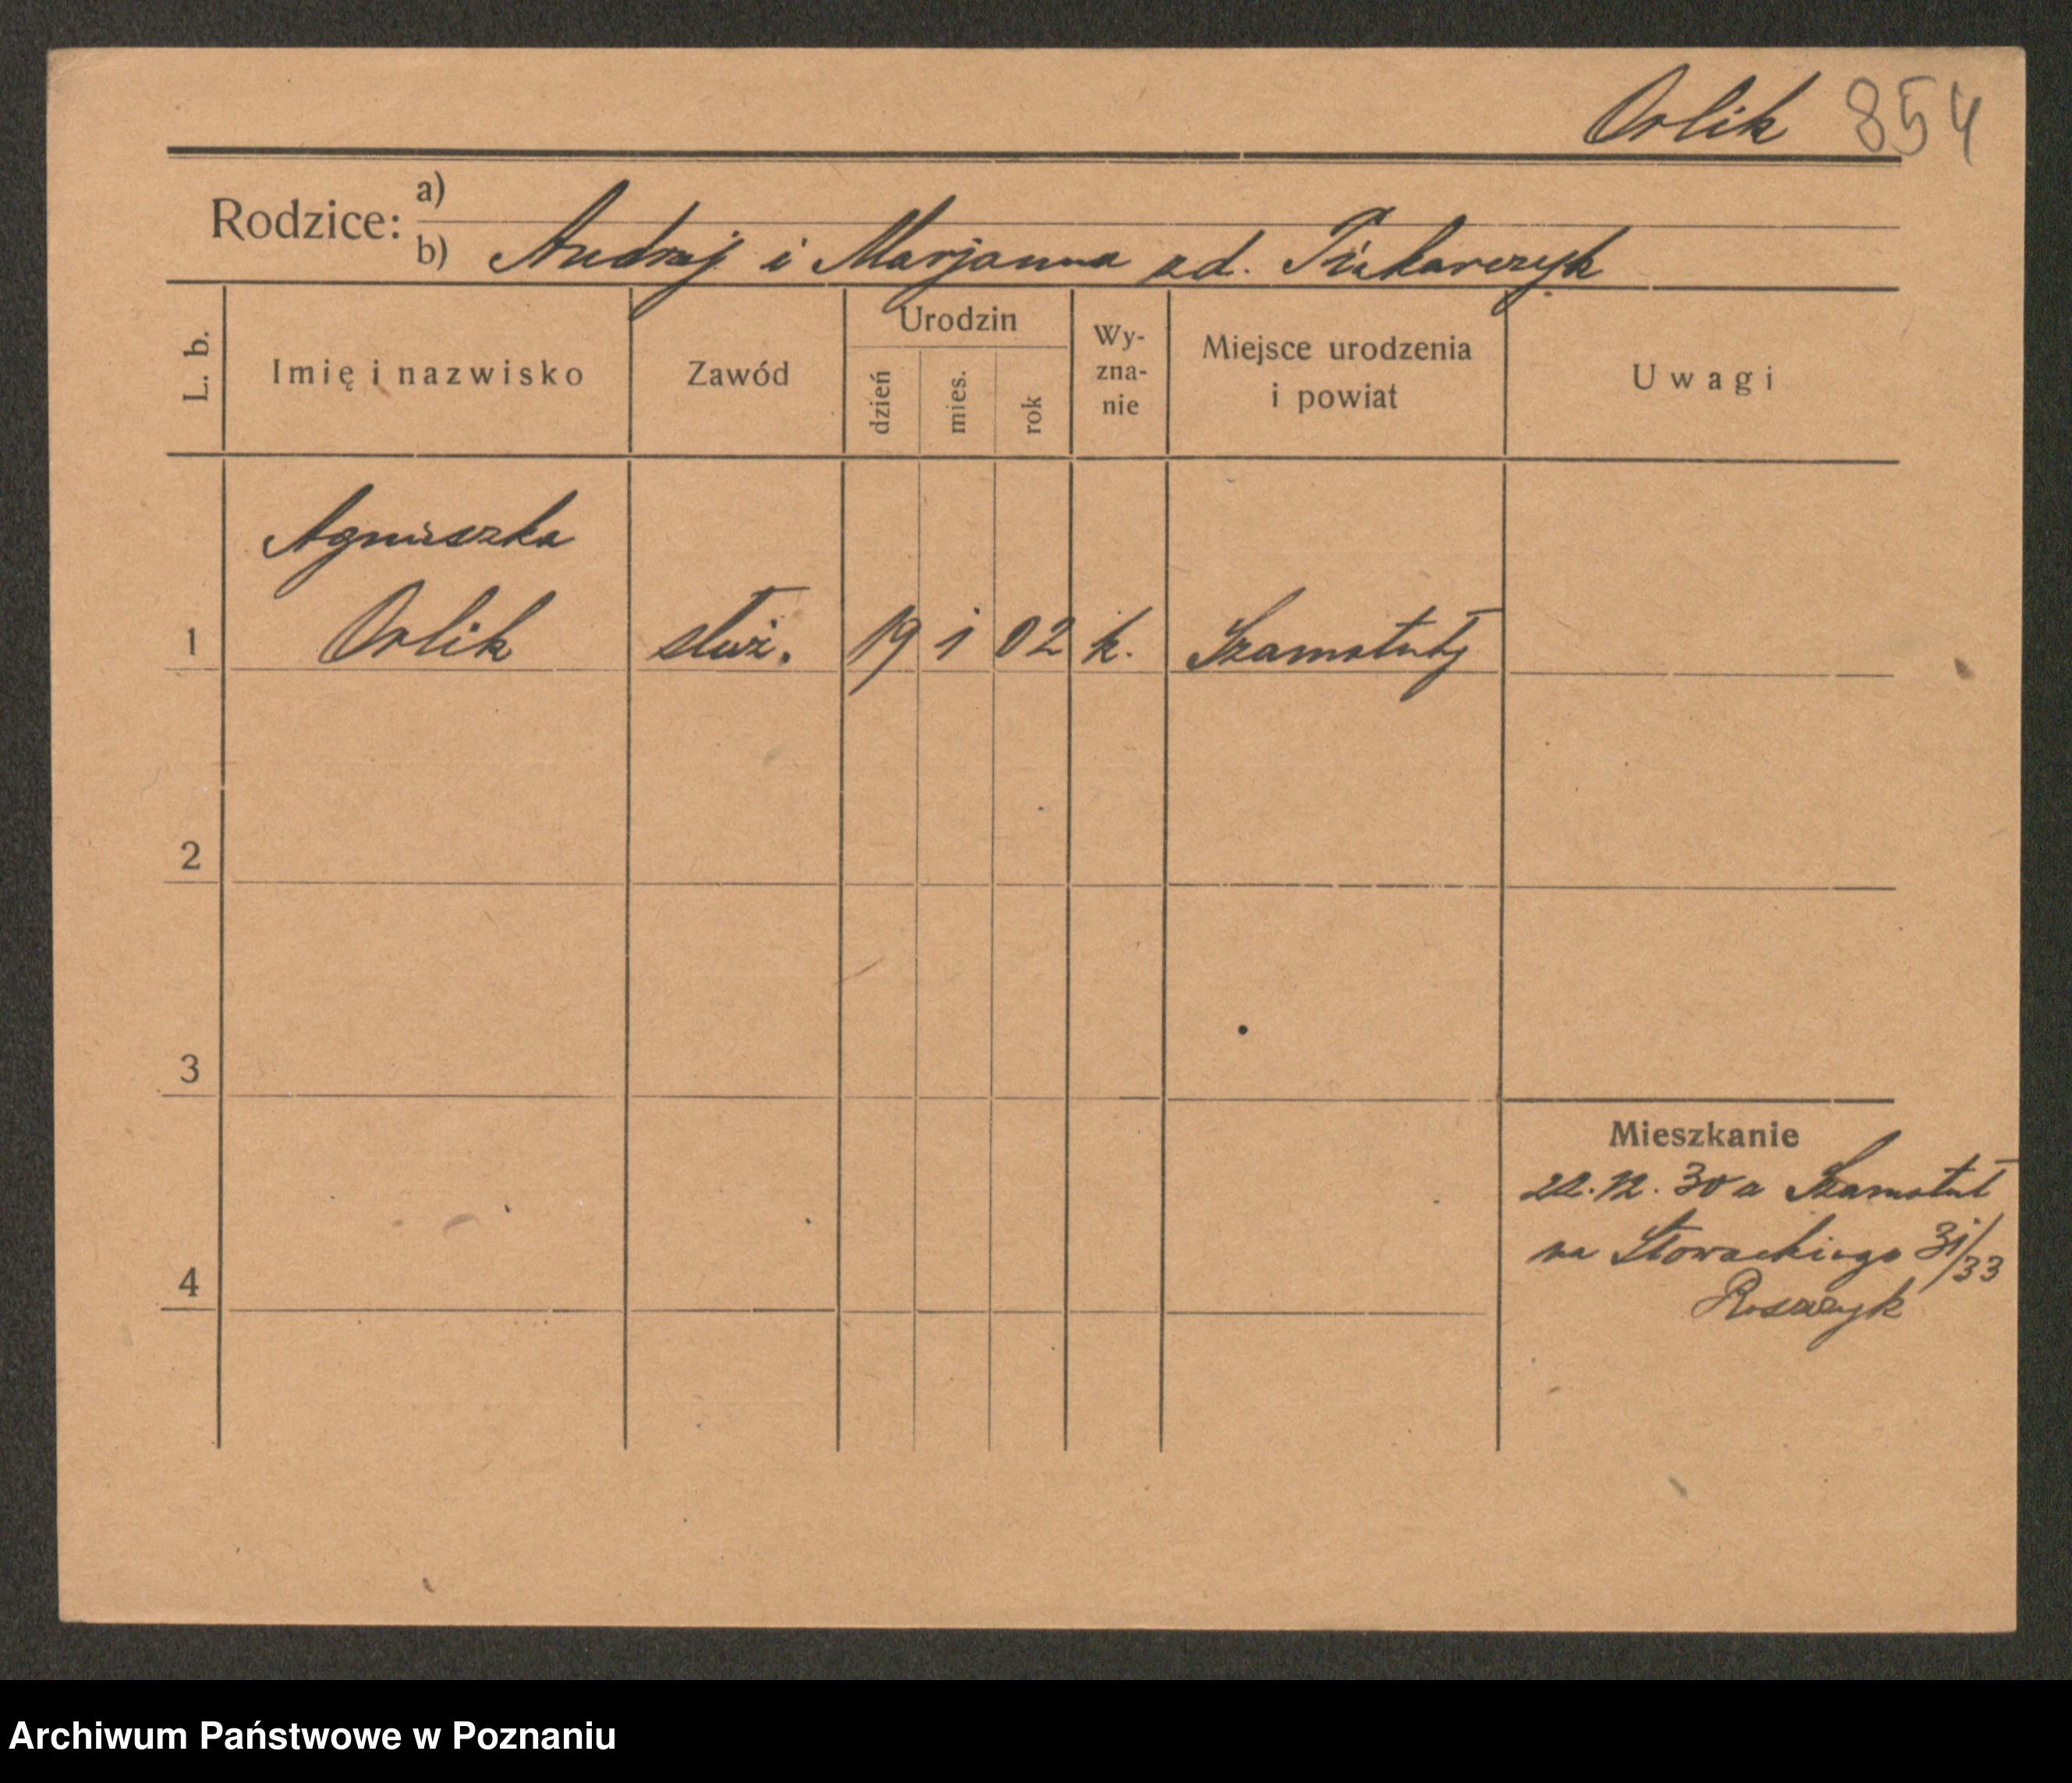 Orlik 854
Rodzice: a)
b) Andrzej i Marjanna zd. Piekarczyk
L. b.
Imię i nazwisko
Zawód
Urodzin
dzień
mies.
rok
Wy-
zna-
nie
Miejsce urodzenia
i powiat
Uwagi
Agnieszka
1 Orlik służ. 19 1 02 k. Szamotuły
2
3
Mieszkanie
22.12.30 a Szamotuł
na Słowackiego 31/33
4
Archiwum Państwowe w Poznaniu